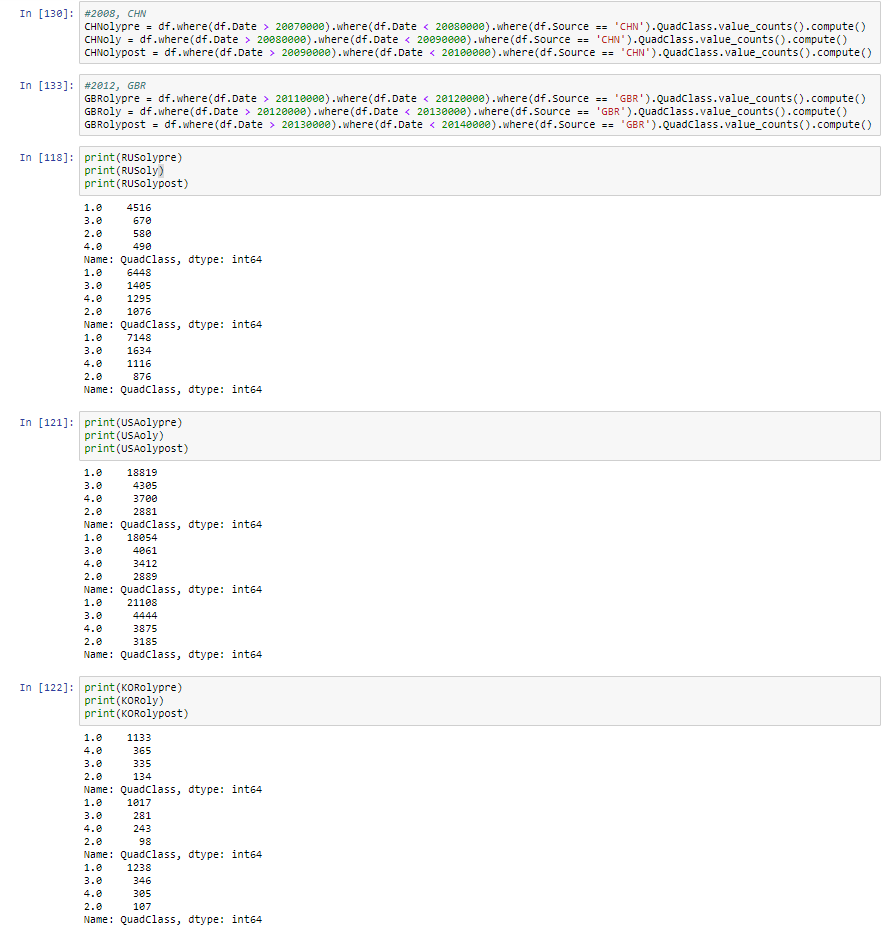 In [130]: #2008, CHN
CHNolypre = df.where(df.Date > 20070000).where(df.Date < 20080000).where(df.Source == 'CHN').QuadClass.value_counts().compute()
CHNoly = df.where(df.Date > 20080000).where(df.Date < 20090000).where(df.Source == 'CHN').QuadClass.value_counts().compute()
CHNolypost = df.where(df.Date > 20090000).where(df.Date < 20100000).where(df.Source == 'CHN').QuadClass.value_counts().compute()
In [133]: #2012, GBR
GBRolypre = df.where(df.Date > 20110000).where(df.Date < 20120000).where(df.Source == 'GBR').QuadClass.value_counts().compute()
GBRoly = df.where(df.Date > 20120000).where(df.Date < 20130000).where(df.Source == 'GBR').QuadClass.value_counts().compute()
GBRolypost = df.where(df.Date > 20130000).where(df.Date < 20140000).where(df.Source == 'GBR').QuadClass.value_counts().compute()
In [118]: print(RUSolypre)
print(RUSoly)
print(RUSolypost)
1.0 4516
3.0 670
2.0 580
4.0 490
Name: QuadClass, dtype: int64
1.0 6448
3.0 1405
4.0 1295
2.0 1076
Name: QuadClass, dtype: int64
1.0 7148
3.0 1634
4.0 1116
2.0 876
Name: QuadClass, dtype: int64
In [121]: print(USAolypre)
print(USAoly)
print(USAolypost)
1.0 18819
3.0 4305
4.0 3700
2.0 2881
Name: QuadClass, dtype: int64
1.0 18054
3.0 4061
4.0 3412
2.0 2889
Name: QuadClass, dtype: int64
1.0 21108
3.0 4444
4.0 3875
2.0 3185
Name: QuadClass, dtype: int64
In [122]: print(KORolypre)
print(KORoly)
print(KORolypost)
1.0 1133
4.0 365
3.0 335
2.0 134
Name: QuadClass, dtype: int64
1.0 1017
3.0 281
4.0 243
2.0 98
Name: QuadClass, dtype: int64
1.0 1238
3.0 346
4.0 305
2.0 107
Name: QuadClass, dtype: int64